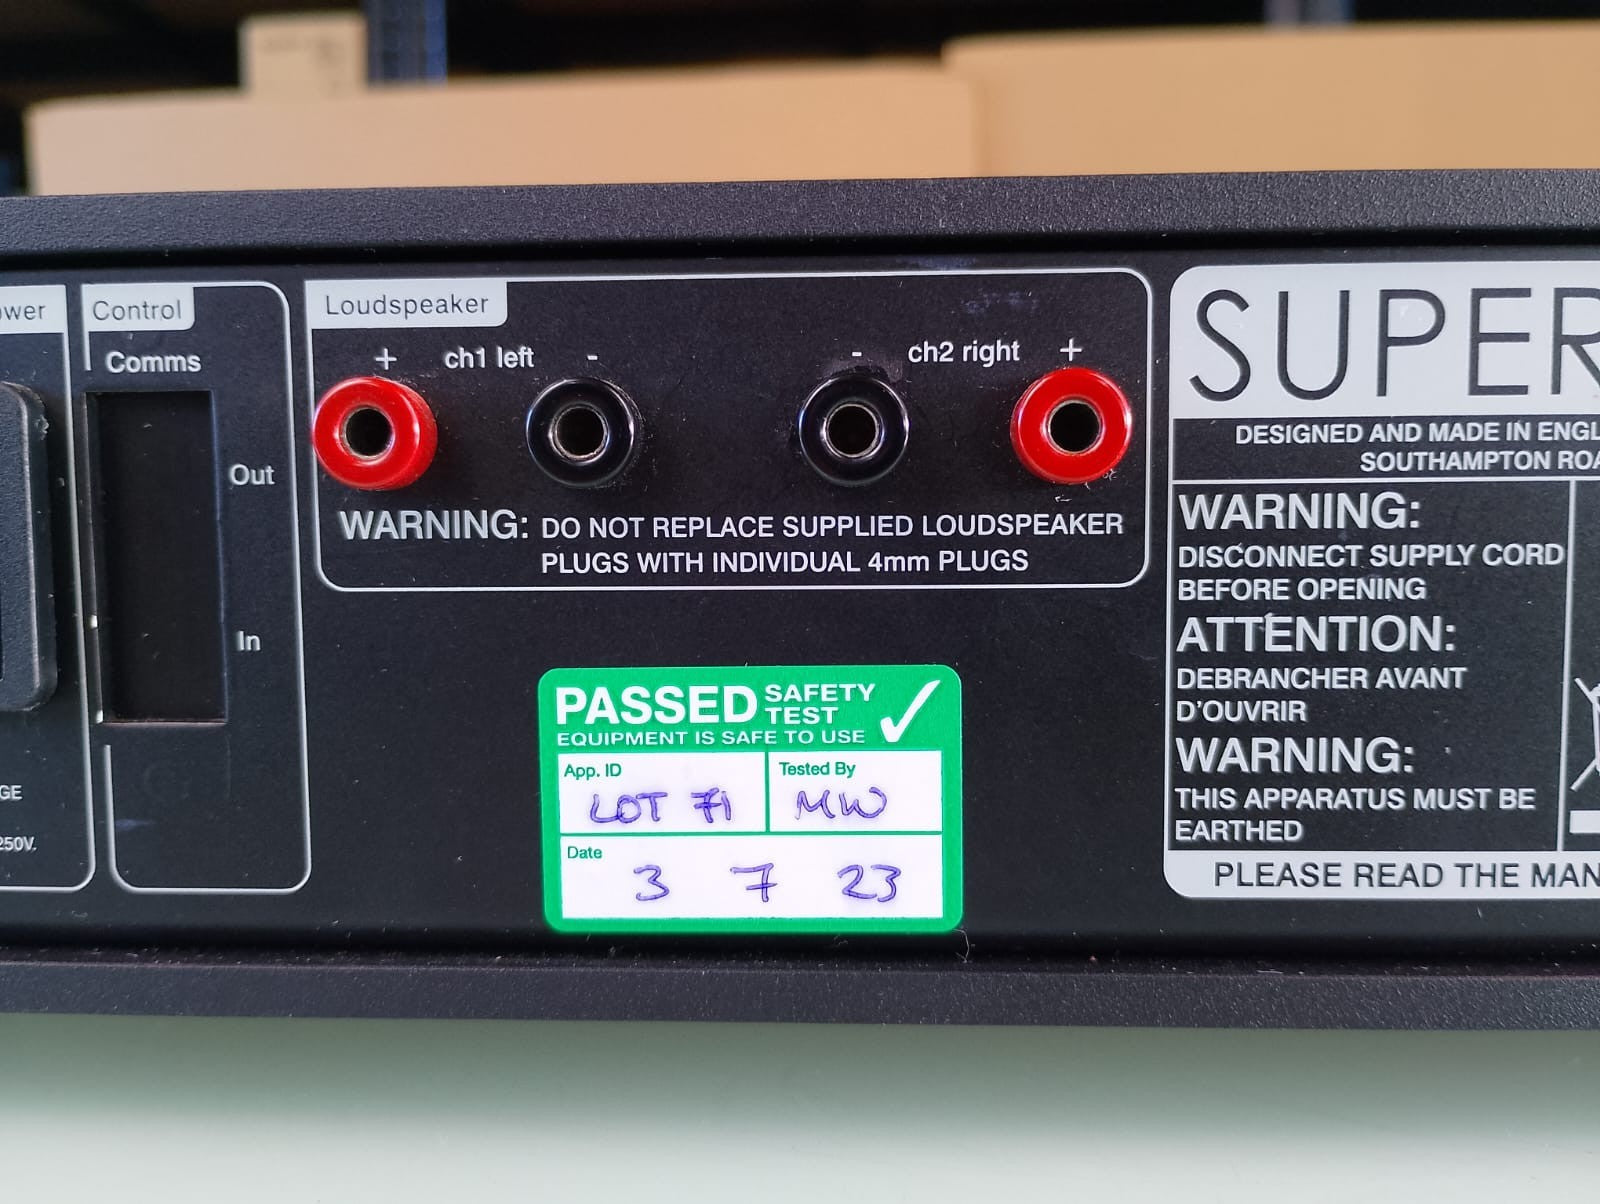 ower
Control
Comms
Out
In
GE
250V.
Loudspeaker
+ ch1 left -
- ch2 right +
WARNING: DO NOT REPLACE SUPPLIED LOUDSPEAKER
PLUGS WITH INDIVIDUAL 4mm PLUGS
PASSED SAFETY
TEST
EQUIPMENT IS SAFE TO USE
App. ID
LOT 71
Tested By
MW
Date
3 7 23
SUPER
DESIGNED AND MADE IN ENGL
SOUTHAMPTON ROA
WARNING:
DISCONNECT SUPPLY CORD
BEFORE OPENING
ATTENTION:
DEBRANCHER AVANT
D'OUVRIR
WARNING:
THIS APPARATUS MUST BE
EARTHED
PLEASE READ THE MAN